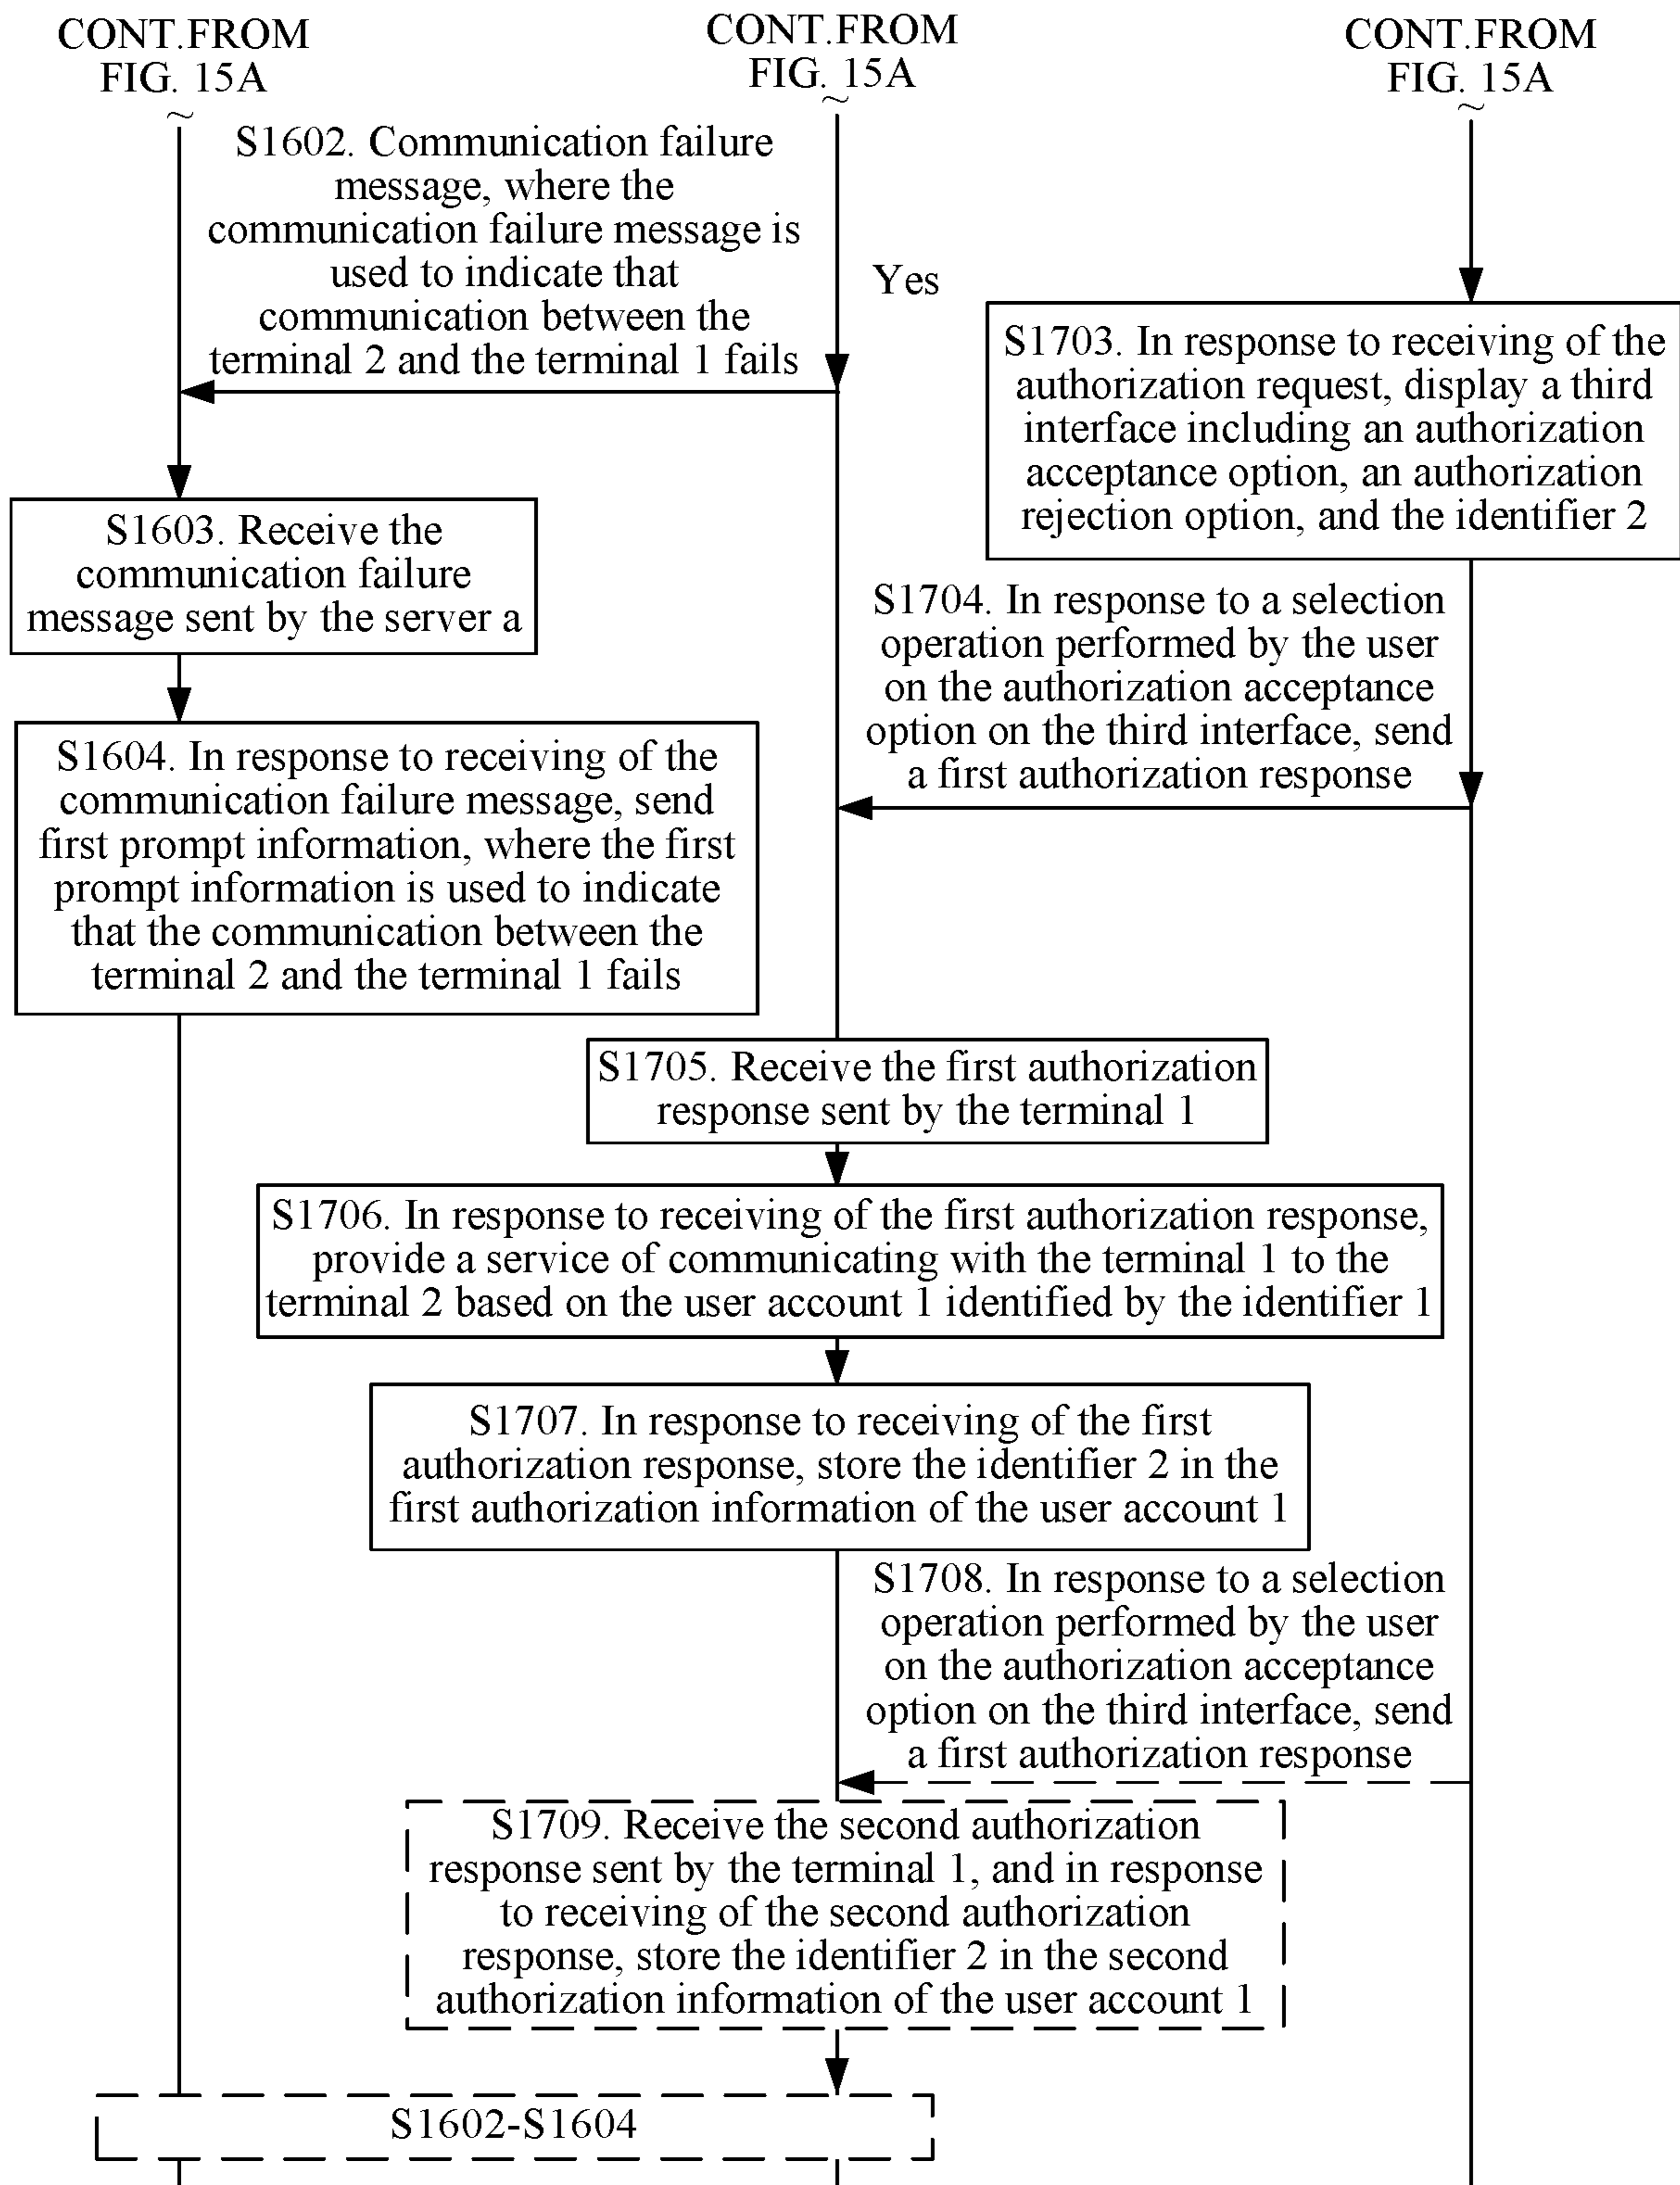 CONT.FROM
FIG. 15A
CONT.FROM
FIG. 15A
CONT.FROM
FIG. 15A
S1602. Communication failure
message, where the
communication failure message is
used to indicate that
communication between the
terminal 2 and the terminal 1 fails
Yes
S1703. In response to receiving of the
authorization request, display a third
interface including an authorization
acceptance option, an authorization
rejection option, and the identifier 2
S1603. Receive the
communication failure
message sent by the server a
S1704. In response to a selection
operation performed by the user
on the authorization acceptance
option on the third interface, send
a first authorization response
S1604. In response to receiving of the
communication failure message, send
first prompt information, where the first
prompt information is used to indicate
that the communication between the
terminal 2 and the terminal 1 fails
S1705. Receive the first authorization
response sent by the terminal 1
S1706. In response to receiving of the first authorization response,
provide a service of communicating with the terminal 1 to the
terminal 2 based on the user account 1 identified by the identifier 1
S1707. In response to receiving of the first
authorization response, store the identifier 2 in the
first authorization information of the user account 1
S1708. In response to a selection
operation performed by the user
on the authorization acceptance
option on the third interface, send
a first authorization response
S1709. Receive the second authorization
response sent by the terminal 1, and in response
to receiving of the second authorization
response, store the identifier 2 in the second
authorization information of the user account 1
S1602-S1604